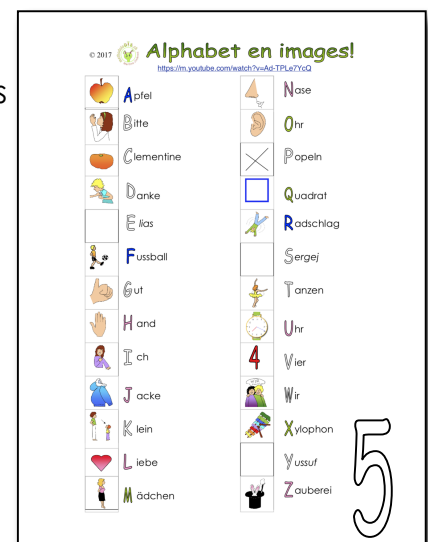 S
© 2017 Alphabet en images!
https://m.youtube.com/watch?v=Ad-TPLe7YcQ
Apfel
Bitte
Clementine
Danke
Elias
Fussball
Gut
Hand
Ich
Jacke
Klein
Liebe
Mädchen
Nase
Ohr
Popeln
Quadrat
Radschlag
Sergej
Tanzen
Uhr
4 Vier
Wir
Xylophon
Yussuf
Zauberei
5